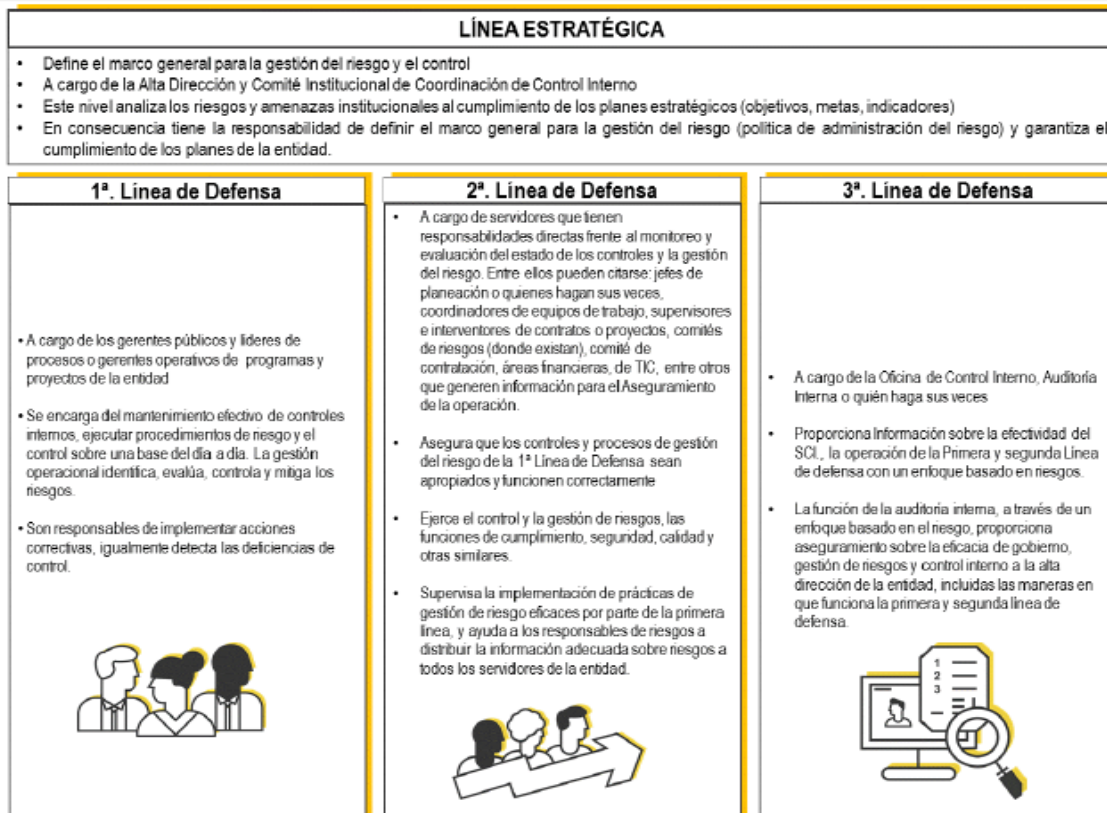 LÍNEA ESTRATÉGICA
• Define el marco general para la gestión del riesgo y el control
• A cargo de la Alta Dirección y Comité Institucional de Coordinación de Control Interno
• Este nivel analiza los riesgos y amenazas institucionales al cumplimiento de los planes estratégicos (objetivos, metas, indicadores)
• En consecuencia tiene la responsabilidad de definir el marco general para la gestión del riesgo (política de administración del riesgo) y garantiza el
cumplimiento de los planes de la entidad.
1ª. Línea de Defensa
• A cargo de los gerentes públicos y líderes de
procesos o gerentes operativos de programas y
proyectos de la entidad
• Se encarga del mantenimiento efectivo de controles
internos, ejecutar procedimientos de riesgo y el
control sobre una base del día a día. La gestión
operacional identifica, evalúa, controla y mitiga los
riesgos.
• Son responsables de implementar acciones
correctivas, igualmente detecta las deficiencias de
control.
2ª. Línea de Defensa
• A cargo de servidores que tienen
responsabilidades directas frente al monitoreo y
evaluación del estado de los controles y la gestión
del riesgo. Entre ellos pueden citarse: jefes de
planeación o quienes hagan sus veces,
coordinadores de equipos de trabajo, supervisores
e interventores de contratos o proyectos, comités
de riesgos (donde existan), comité de
contratación, áreas financieras, de TIC, entre otros
que generen información para el Aseguramiento
de la operación.
• Asegura que los controles y procesos de gestión
del riesgo de la 1ª Línea de Defensa sean
apropiados y funcionen correctamente
• Ejerce el control y la gestión de riesgos, las
funciones de cumplimiento, seguridad, calidad y
otras similares.
• Supervisa la implementación de prácticas de
gestión de riesgo eficaces por parte de la primera
línea, y ayuda a los responsables de riesgos a
distribuir la información adecuada sobre riesgos a
todos los servidores de la entidad.
3ª. Línea de Defensa
• A cargo de la Oficina de Control Interno, Auditoría
Interna o quién haga sus veces
• Proporciona Información sobre la efectividad del
SCI., la operación de la Primera y segunda Línea
de defensa con un enfoque basado en riesgos.
• La función de la auditoría interna, a través de un
enfoque basado en el riesgo, proporciona
aseguramiento sobre la eficacia de gobierno,
gestión de riesgos y control interno a la alta
dirección de la entidad, incluidas las maneras en
que funciona la primera y segunda línea de
defensa.
1
2
3